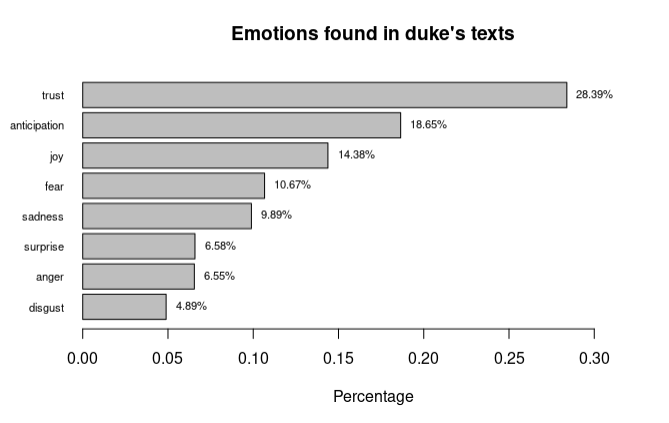 Emotions found in duke's texts
trust 28.39%
anticipation 18.65%
joy 14.38%
fear 10.67%
sadness 9.89%
surprise 6.58%
anger 6.55%
disgust 4.89%
0.00 0.05 0.10 0.15 0.20 0.25 0.30
Percentage